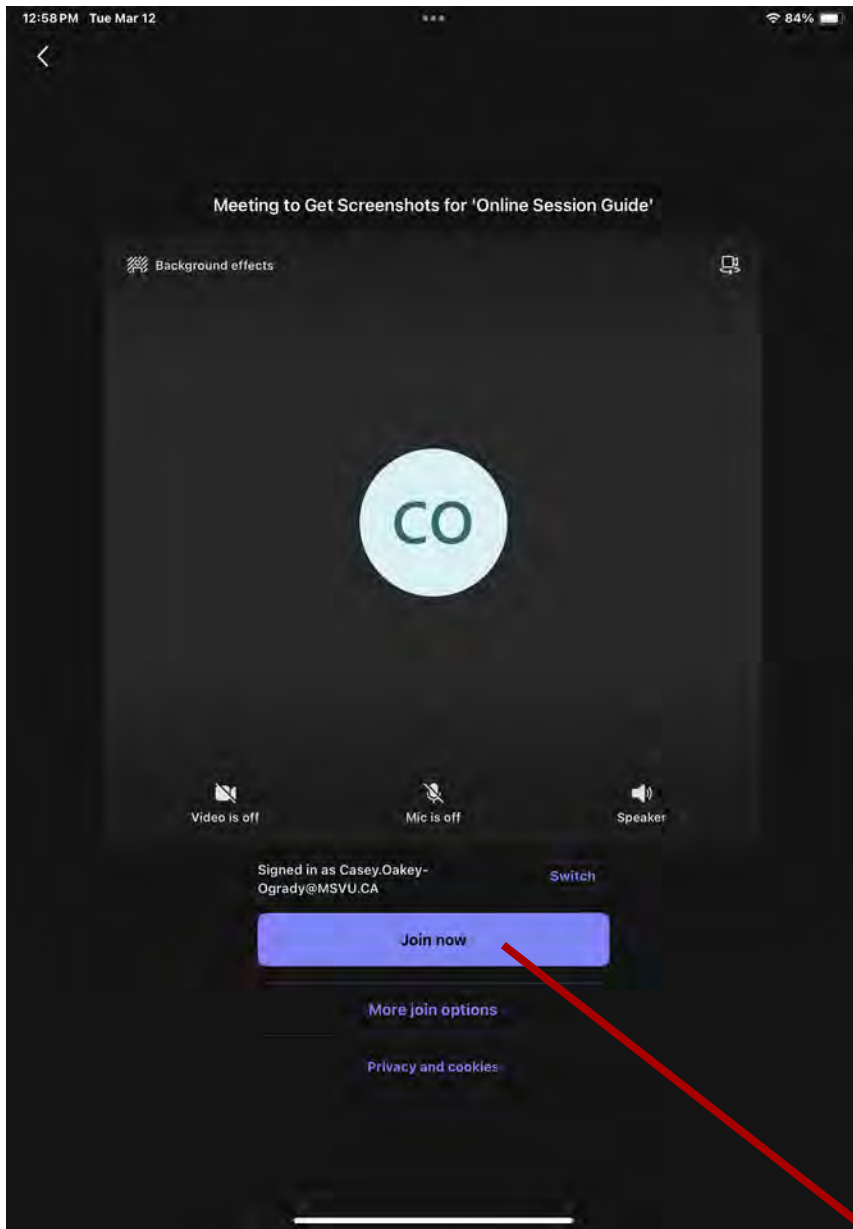 12:58 PM Tue Mar 12
84%
Meeting to Get Screenshots for 'Online Session Guide'
Background effects
CO
Video is off
Mic is off
Speaker
Signed in as Casey.Oakey-
Ogrady@MSVU.CA
Switch
Join now
More join options
Privacy and cookies